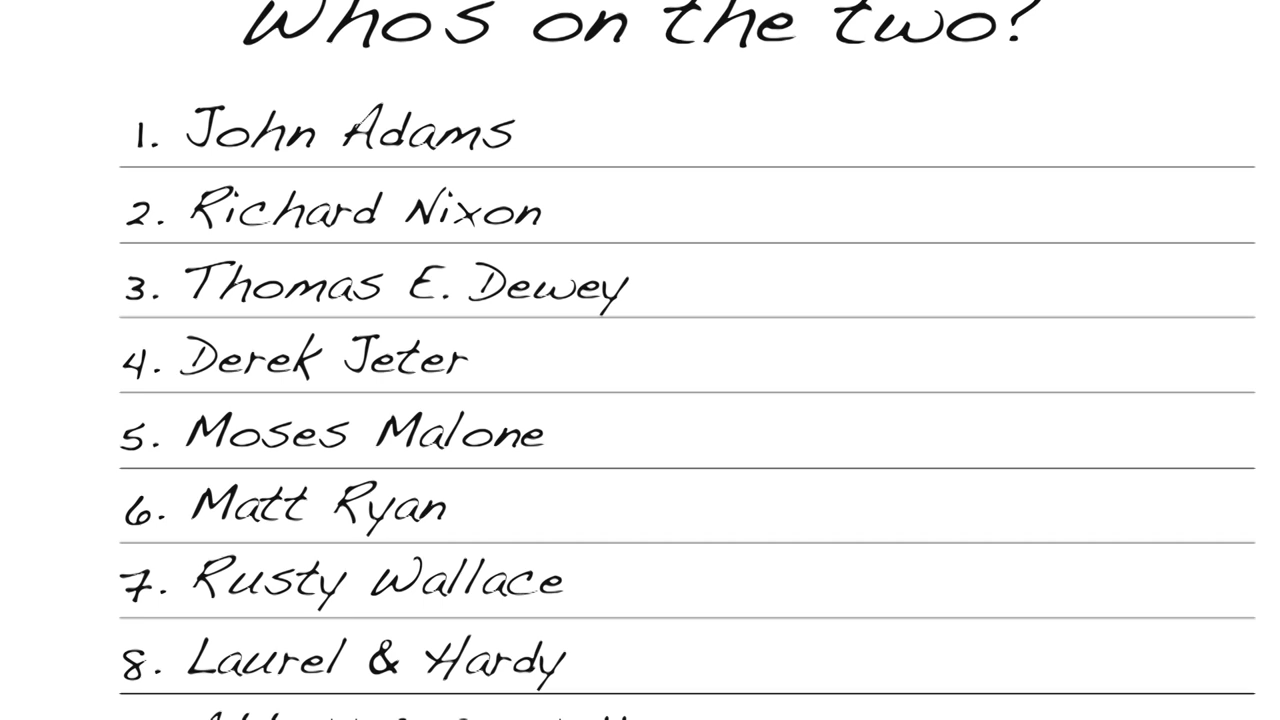 Who's on the two?
1. John Adams
2. Richard Nixon
3. Thomas E. Dewey
4. Derek Jeter
5. Moses Malone
6. Matt Ryan
7. Rusty Wallace
8. Laurel & Hardy